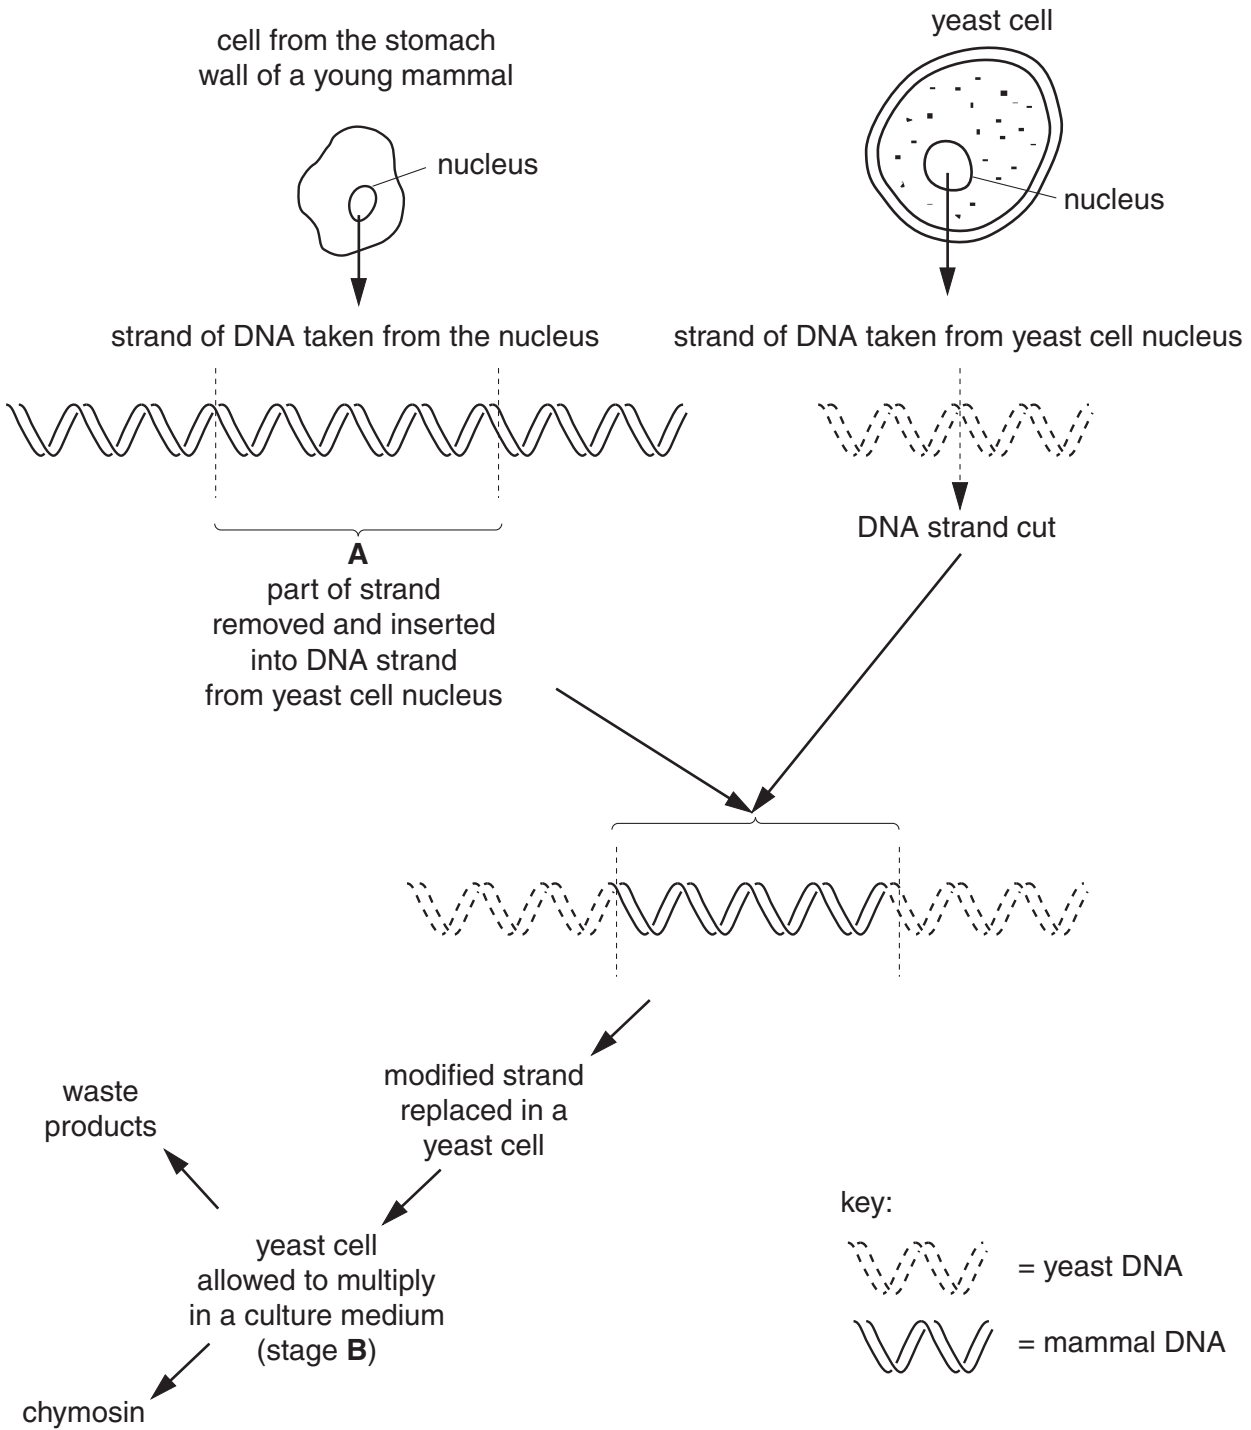 cell from the stomach
wall of a young mammal
nucleus
yeast cell
nucleus
strand of DNA taken from the nucleus
strand of DNA taken from yeast cell nucleus
A
part of strand
removed and inserted
into DNA strand
from yeast cell nucleus
DNA strand cut
modified strand
replaced in a
yeast cell
waste
products
yeast cell
allowed to multiply
in a culture medium
(stage B)
chymosin
key:
= yeast DNA
= mammal DNA